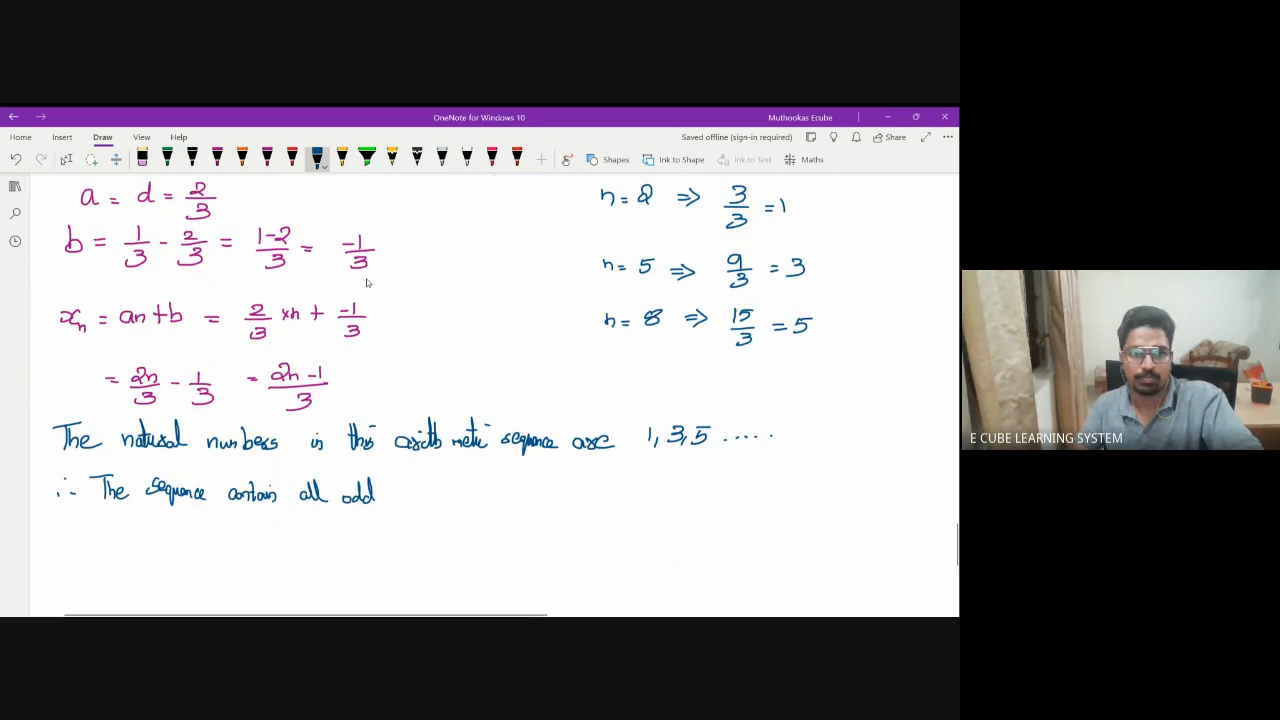 OneNote for Windows 10
Muthookas Ecube
Home Insert Draw View Help
Saved offline (sign-in required)
Share
Shapes
Ink to Shape
Ink to Text
Maths
a = d = 2/3
b = 1/3 - 2/3 = 1-2/3 = -1/3
xₙ = an+b = 2/3 ×n + -1/3
= 2n/3 - 1/3 = 2n-1/3
n=2 ⇒ 3/3 =1
n=5 ⇒ 9/3 =3
n=8 ⇒ 15/3 =5
The natural numbers in this arithmetic sequence are 1,3,5 .....
∴ The sequence contain all odd
E CUBE LEARNING SYSTEM